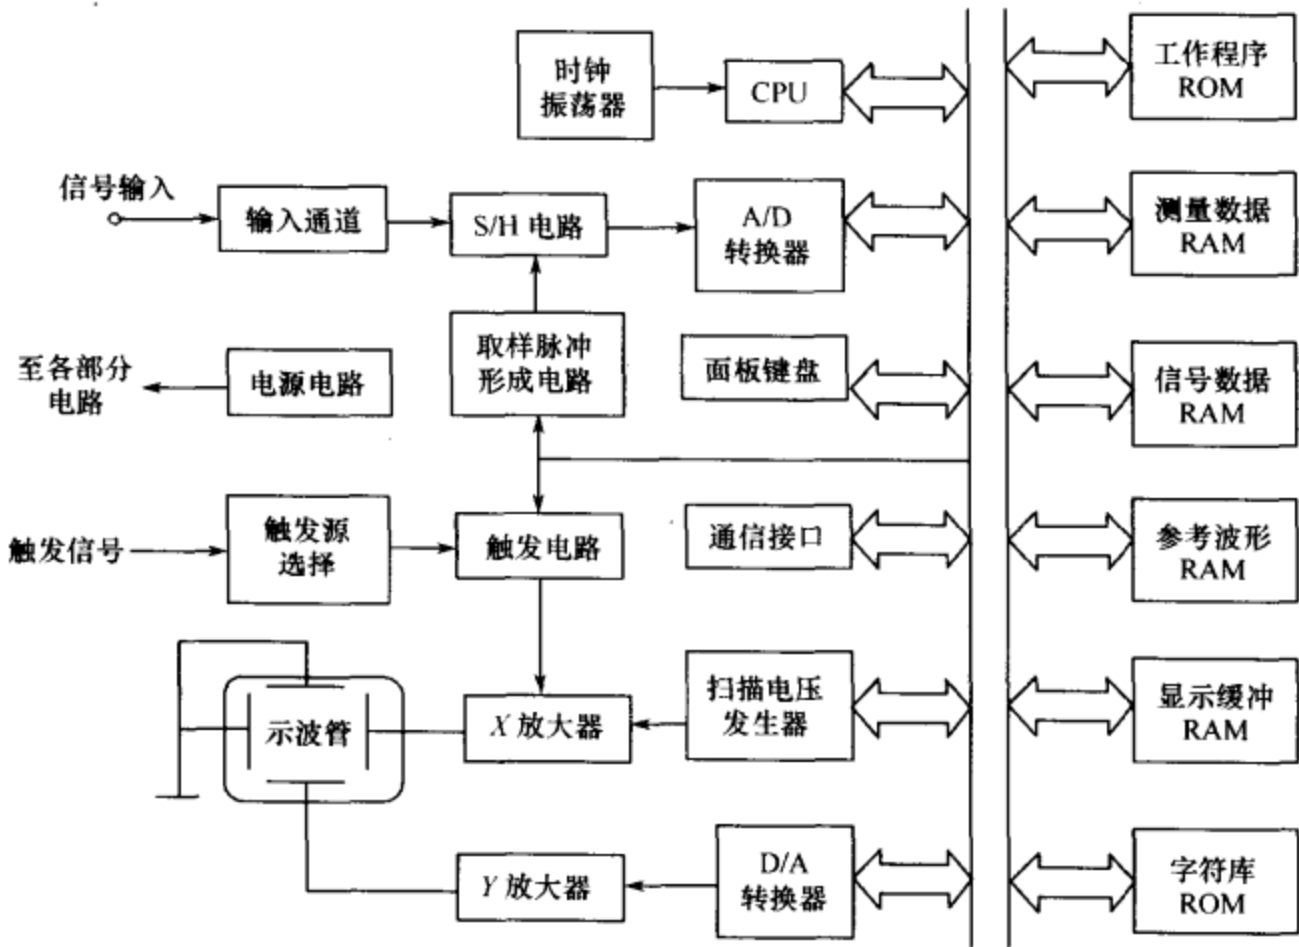 时钟
振荡器
CPU
工作程序
ROM
信号输入
输入通道
S/H 电路
A/D
转换器
测量数据
RAM
至各部分
电路
电源电路
取样脉冲
形成电路
面板键盘
信号数据
RAM
触发信号
触发源
选择
触发电路
通信接口
参考波形
RAM
示波管
X 放大器
扫描电压
发生器
显示缓冲
RAM
Y 放大器
D/A
转换器
字符库
ROM